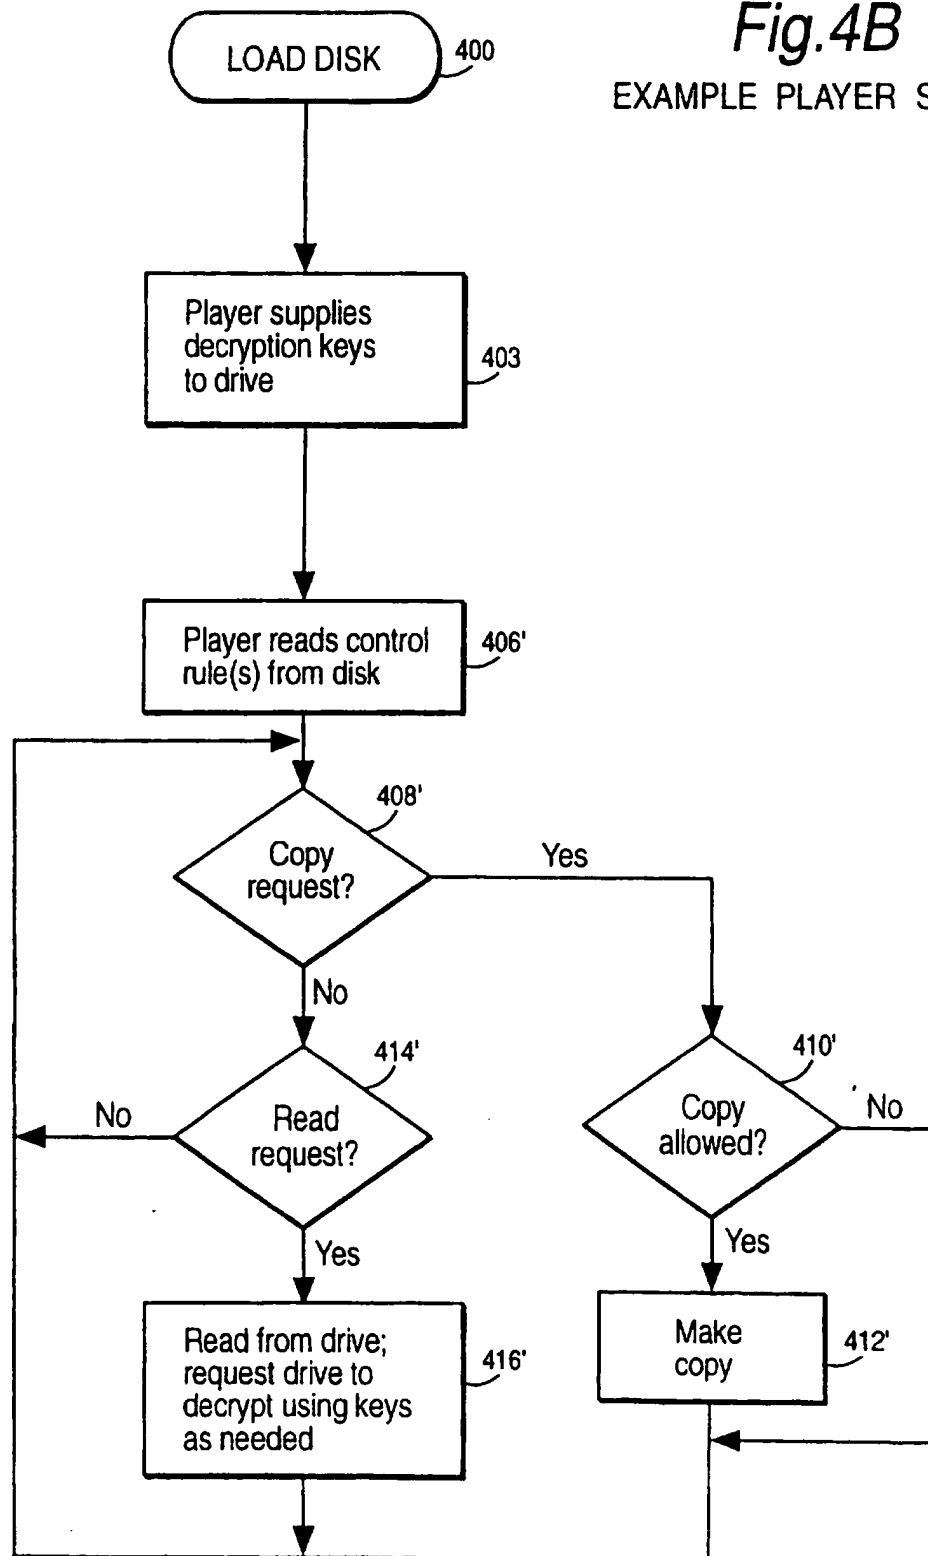 Fig.4B
EXAMPLE PLAYER S
LOAD DISK
400
Player supplies
decryption keys
to drive
403
Player reads control
rule(s) from disk
406'
408'
Copy
request?
Yes
No
414'
Read
request?
No
Yes
410'
Copy
allowed?
No
Yes
Read from drive;
request drive to
decrypt using keys
as needed
416'
Make
copy
412'